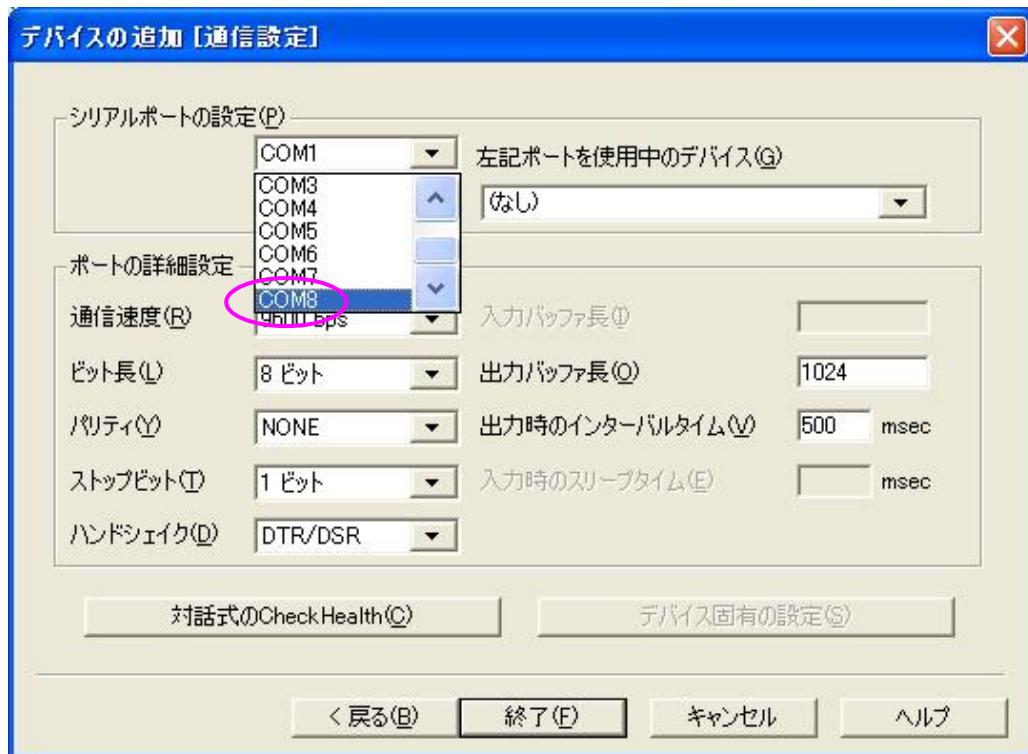 デバイスの追加 [通信設定]
シリアルポートの設定(P)
COM1
左記ポートを使用中のデバイス(G)
COM3
COM4
COM5
COM6
COM7
COM8
(なし)
ポートの詳細設定
通信速度(R)
9600 bps
入力バッファ長(I)
ビット長(L)
8 ビット
出力バッファ長(O)
1024
パリティ(Y)
NONE
出力時のインターバルタイム(V)
500
msec
ストップビット(T)
1 ビット
入力時のスリープタイム(E)
msec
ハンドシェイク(D)
DTR/DSR
対話式のCheckHealth(C)
デバイス固有の設定(S)
< 戻る(B)
終了(F)
キャンセル
ヘルプ